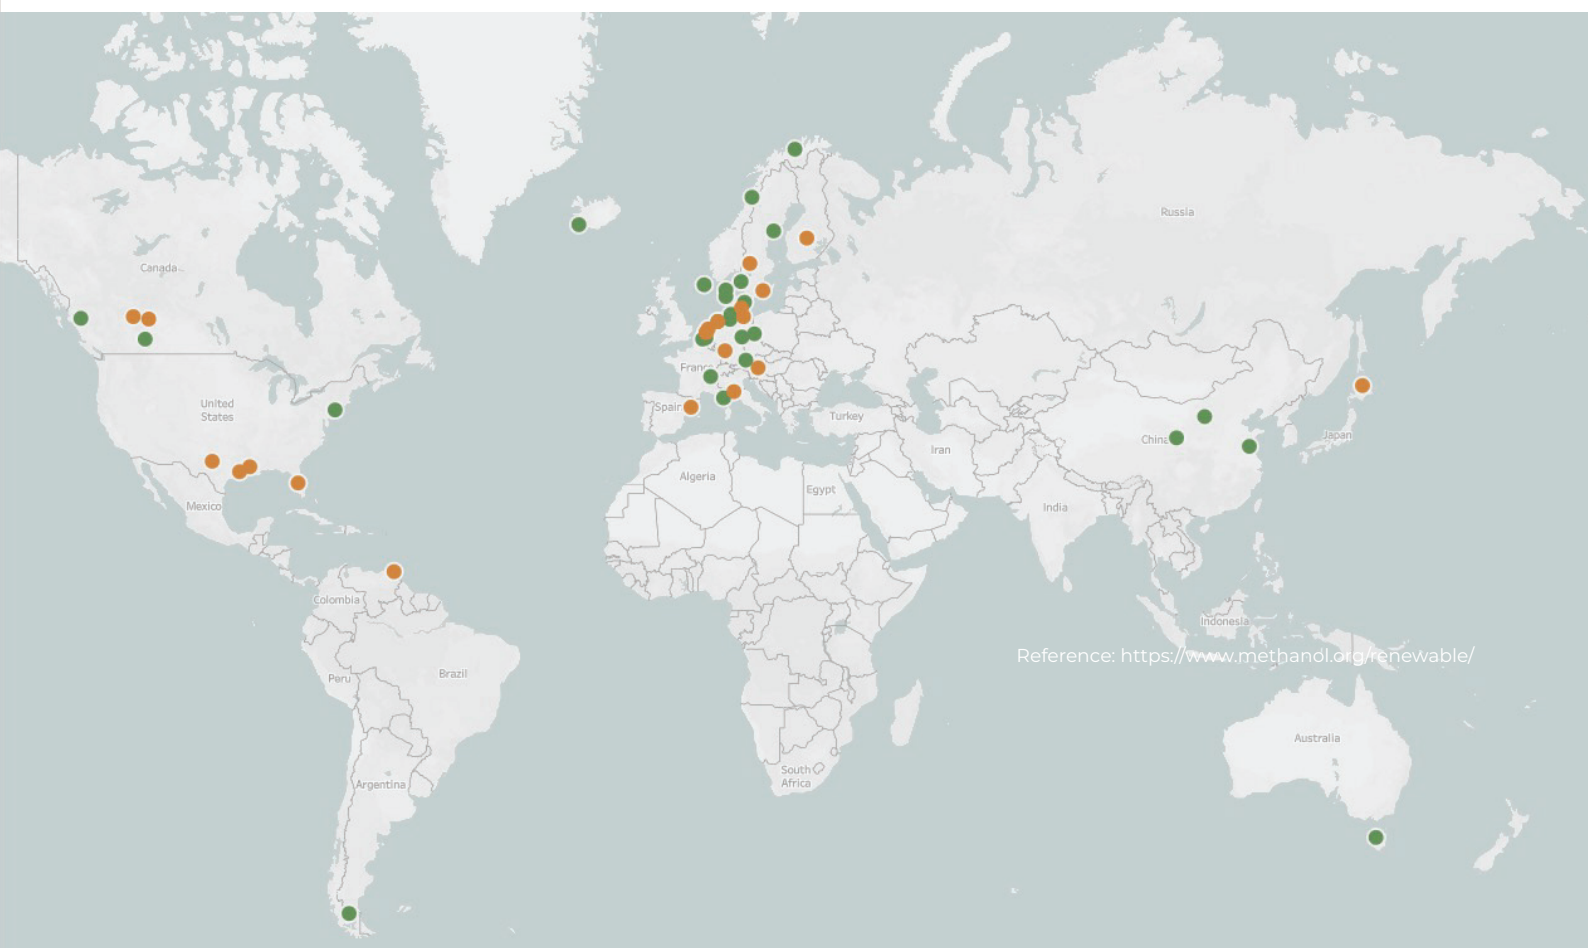 Russia
Canada
United
States
France
Spain
Turkey
Iran
China
Japan
Algeria
Egypt
India
Mexico
Colombia
Indonesia
Reference: https://www.methanol.org/renewable/
Brazil
Peru
Australia
South
Africa
Argentina